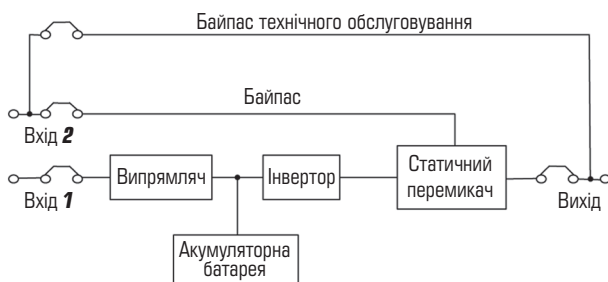 Байпас технічного обслуговування
Байпас
Вхід 2
Вхід 1
Випрямляч
Інвертор
Статичний
перемикач
Вихід
Акумуляторна
батарея